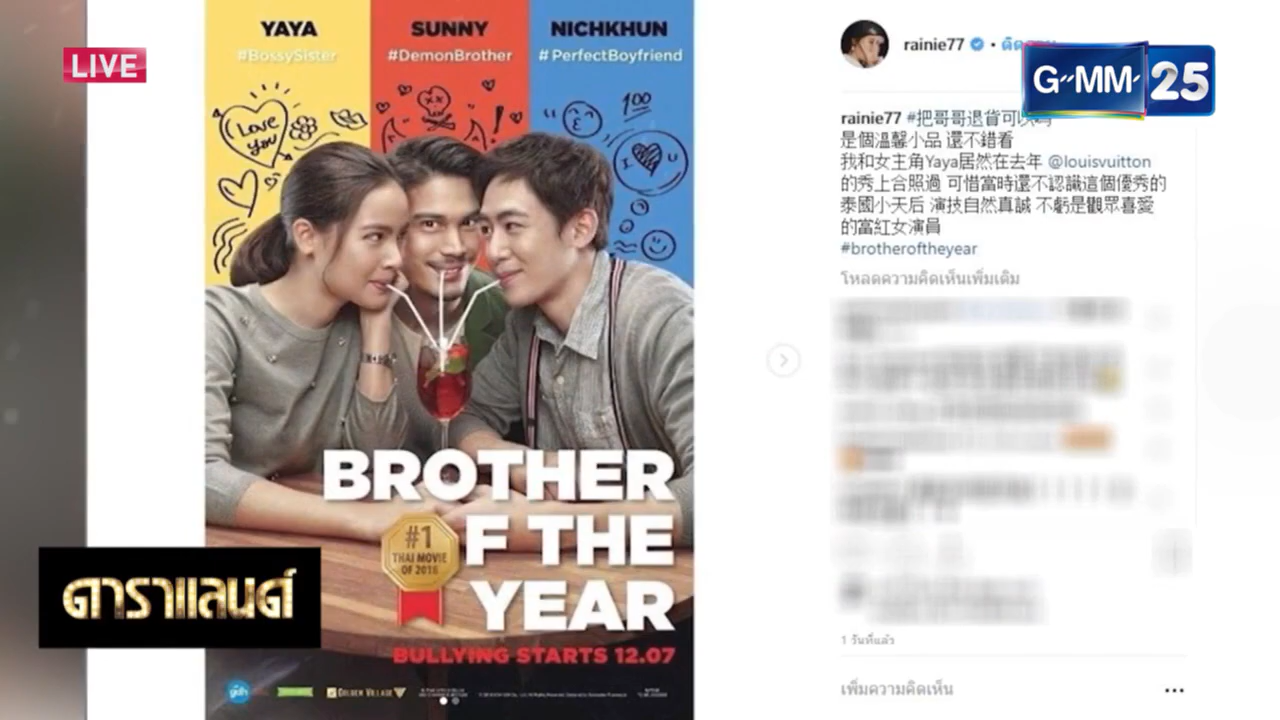 LIVE
YAYA
#BossySister
SUNNY
#DemonBrother
NICHKHUN
#PerfectBoyfriend
I Love
you
100
I
U
BROTHER
F THE
YEAR
#1
THAI MOVIE
OF 2018
BULLYING STARTS 12.07
gdh
GOLDEN VILLAGE
ดาราแลนด์
GMM 25
rainie77 •
rainie77 #把哥哥退貨可以嗎
是個溫馨小品 還不錯看
我和女主角Yaya居然在去年 @louisvuitton
的秀上合照過 可惜當時還不認識這個優秀的
泰國小天后 演技自然真誠 不虧是觀眾喜愛
的當紅女演員
#brotheroftheyear
โหลดความคิดเห็นเพิ่มเติม
1 วันที่แล้ว
เพิ่มความคิดเห็น